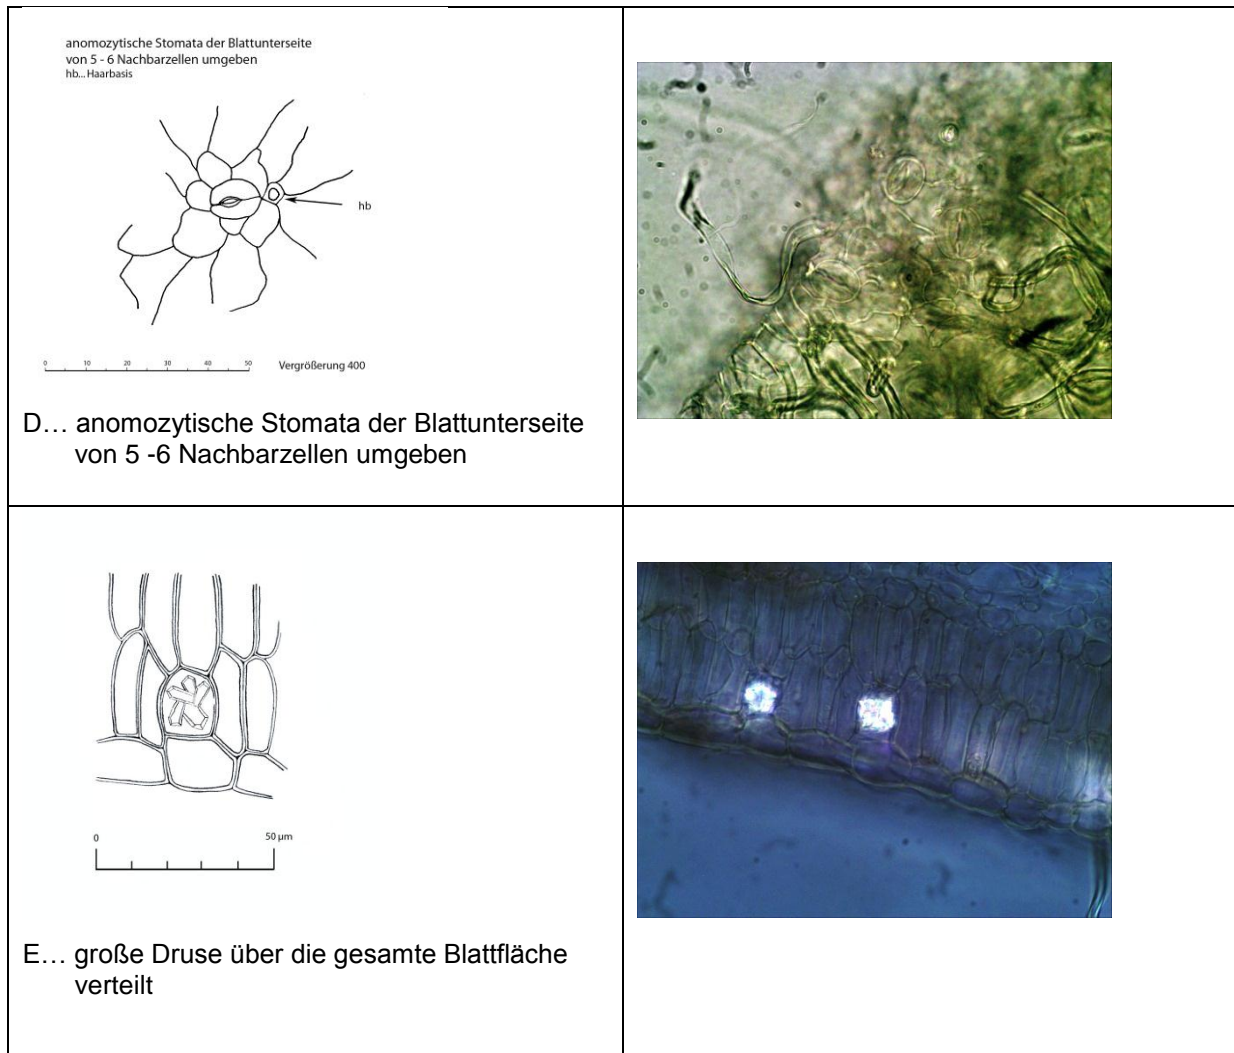 anomozytische Stomata der Blattunterseite
von 5 - 6 Nachbarzellen umgeben
hb... Haarbasis
hb
0 10 20 30 40 50
Vergrößerung 400
D… anomozytische Stomata der Blattunterseite
von 5 -6 Nachbarzellen umgeben
0 50 µm
E… große Druse über die gesamte Blattfläche
verteilt